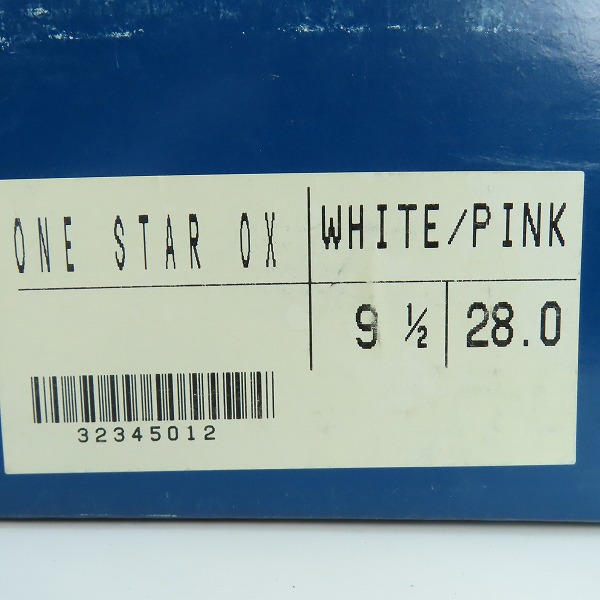 ONE STAR OX WHITE/PINK
9 ½ 28.0
32345012